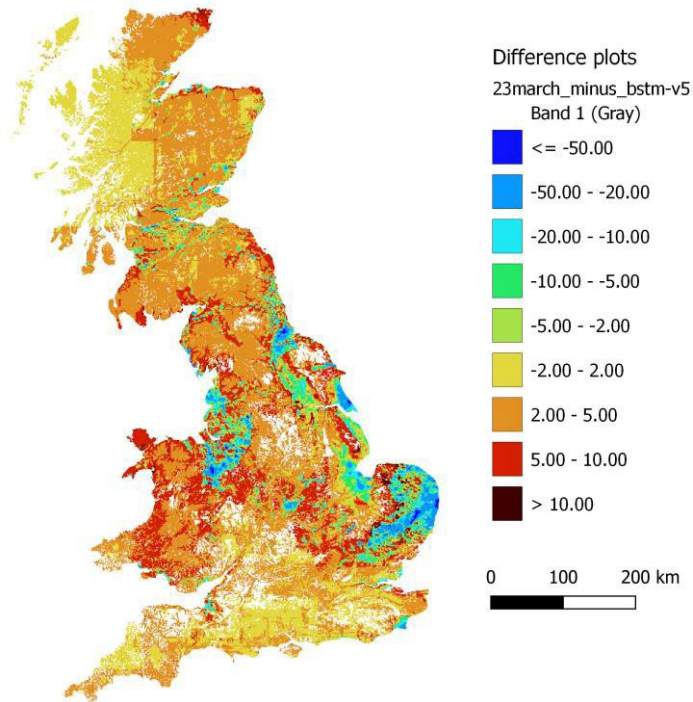 Difference plots
23march_minus_bstm-v5
Band 1 (Gray)
<= -50.00
-50.00 - -20.00
-20.00 - -10.00
-10.00 - -5.00
-5.00 - -2.00
-2.00 - 2.00
2.00 - 5.00
5.00 - 10.00
> 10.00
0 100 200 km